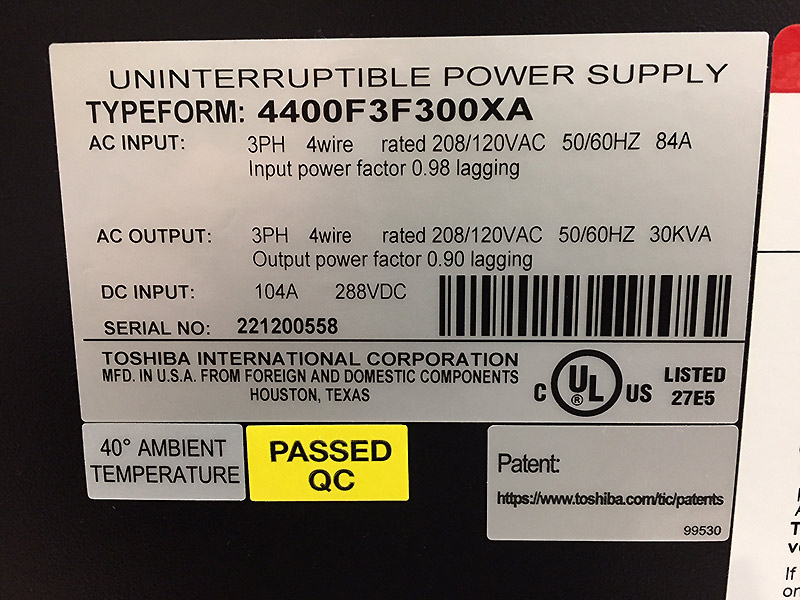 UNINTERRUPTIBLE POWER SUPPLY
TYPEFORM: 4400F3F300XA
AC INPUT: 3PH 4wire rated 208/120VAC 50/60HZ 84A
Input power factor 0.98 lagging
AC OUTPUT: 3PH 4wire rated 208/120VAC 50/60HZ 30KVA
Output power factor 0.90 lagging
DC INPUT: 104A 288VDC
SERIAL NO: 221200558
TOSHIBA INTERNATIONAL CORPORATION
MFD. IN U.S.A. FROM FOREIGN AND DOMESTIC COMPONENTS
HOUSTON, TEXAS
C UL ® US LISTED
27E5
40° AMBIENT
TEMPERATURE
PASSED
QC
Patent:
https://www.toshiba.com/tic/patents
99530
If